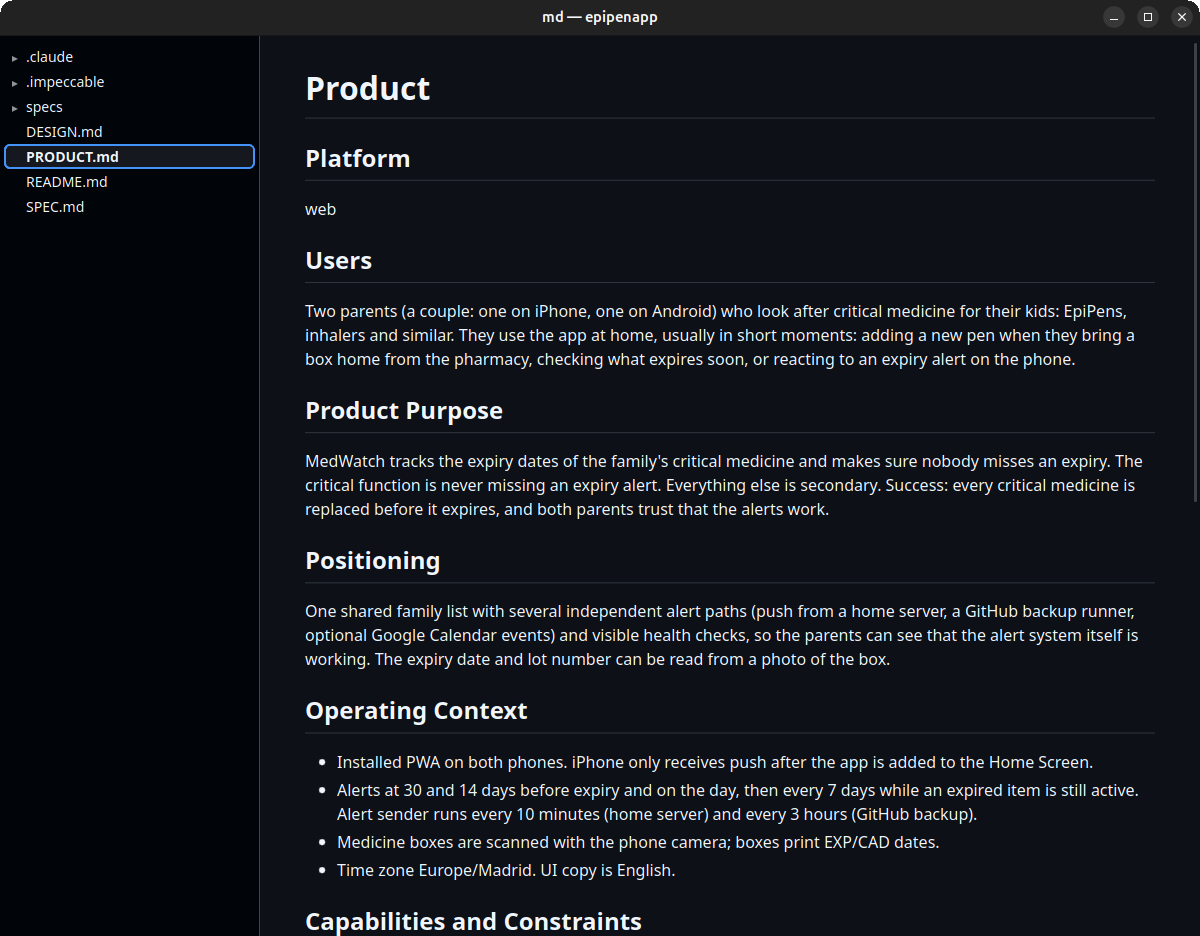 md — epipenapp
.claude
.impeccable
specs
DESIGN.md
PRODUCT.md
README.md
SPEC.md
Product
Platform
web
Users
Two parents (a couple: one on iPhone, one on Android) who look after critical medicine for their kids: EpiPens,
inhalers and similar. They use the app at home, usually in short moments: adding a new pen when they bring a
box home from the pharmacy, checking what expires soon, or reacting to an expiry alert on the phone.
Product Purpose
MedWatch tracks the expiry dates of the family's critical medicine and makes sure nobody misses an expiry. The
critical function is never missing an expiry alert. Everything else is secondary. Success: every critical medicine is
replaced before it expires, and both parents trust that the alerts work.
Positioning
One shared family list with several independent alert paths (push from a home server, a GitHub backup runner,
optional Google Calendar events) and visible health checks, so the parents can see that the alert system itself is
working. The expiry date and lot number can be read from a photo of the box.
Operating Context
• Installed PWA on both phones. iPhone only receives push after the app is added to the Home Screen.
• Alerts at 30 and 14 days before expiry and on the day, then every 7 days while an expired item is still active.
Alert sender runs every 10 minutes (home server) and every 3 hours (GitHub backup).
• Medicine boxes are scanned with the phone camera; boxes print EXP/CAD dates.
• Time zone Europe/Madrid. UI copy is English.
Capabilities and Constraints